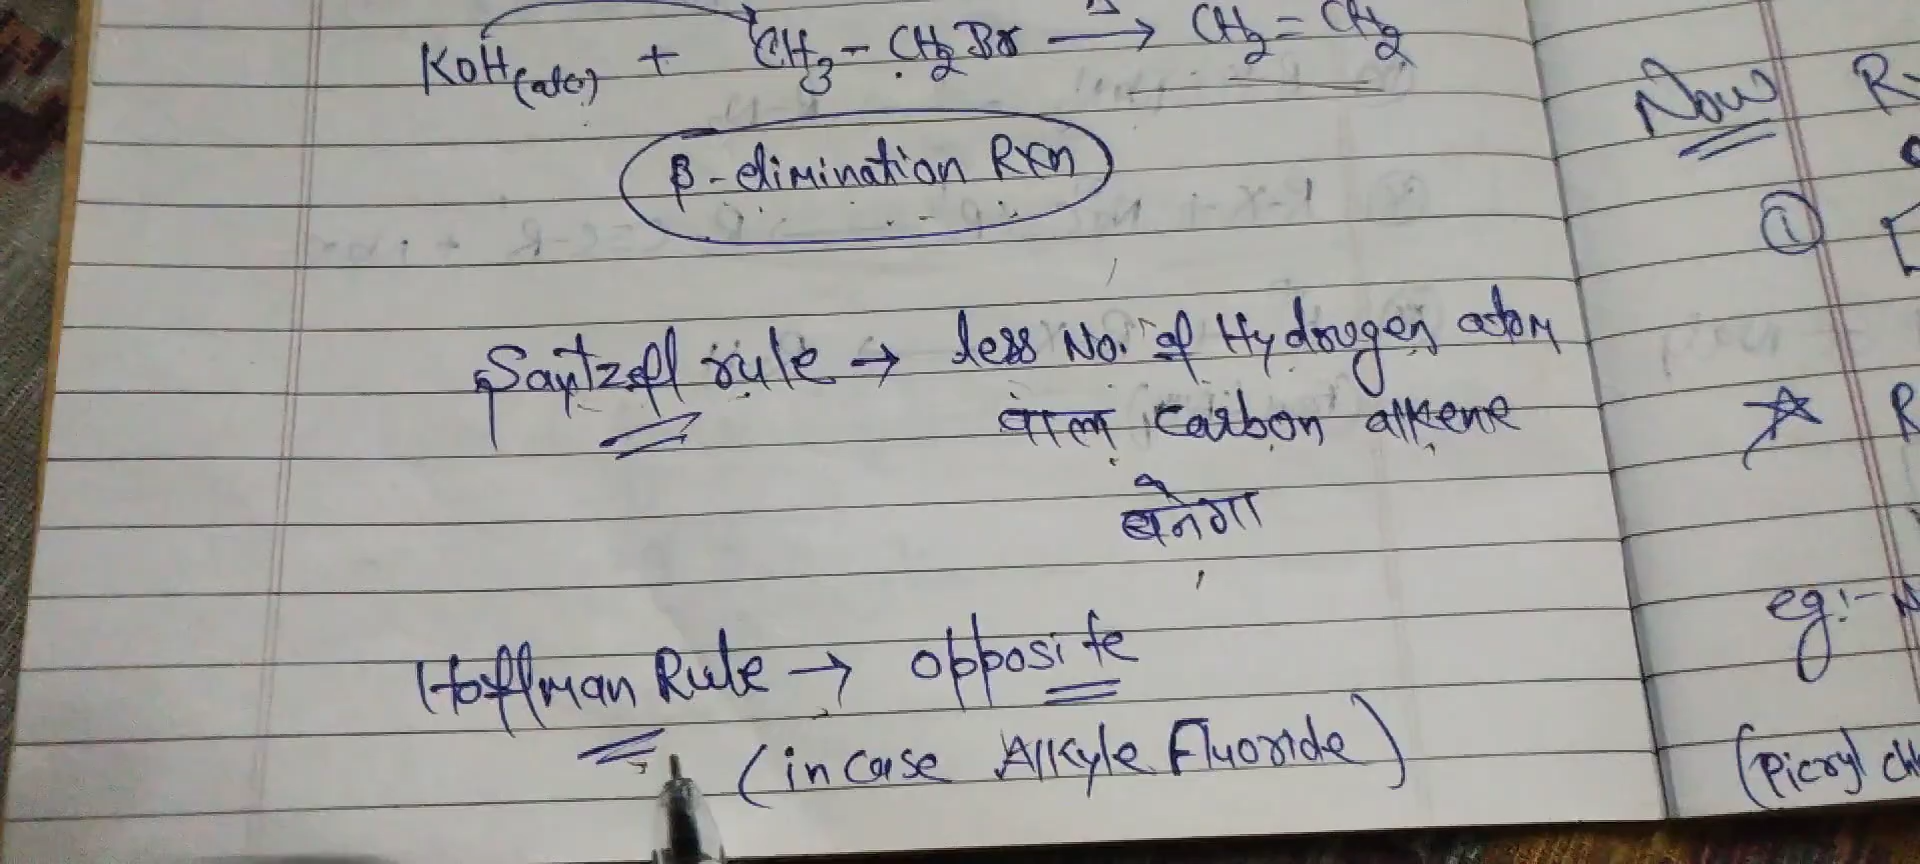 KOH(alc) + CH3 - CH2Br → CH2 = CH2
β-elimination Rxn
Saytzeff rule → less No. of Hydrogen atom
वाला carbon alkene
बनेगा
Hoffman Rule → opposite
(in case Alkyle Fluoride)
Now R-
①
R
eg:-
(Picryl chl